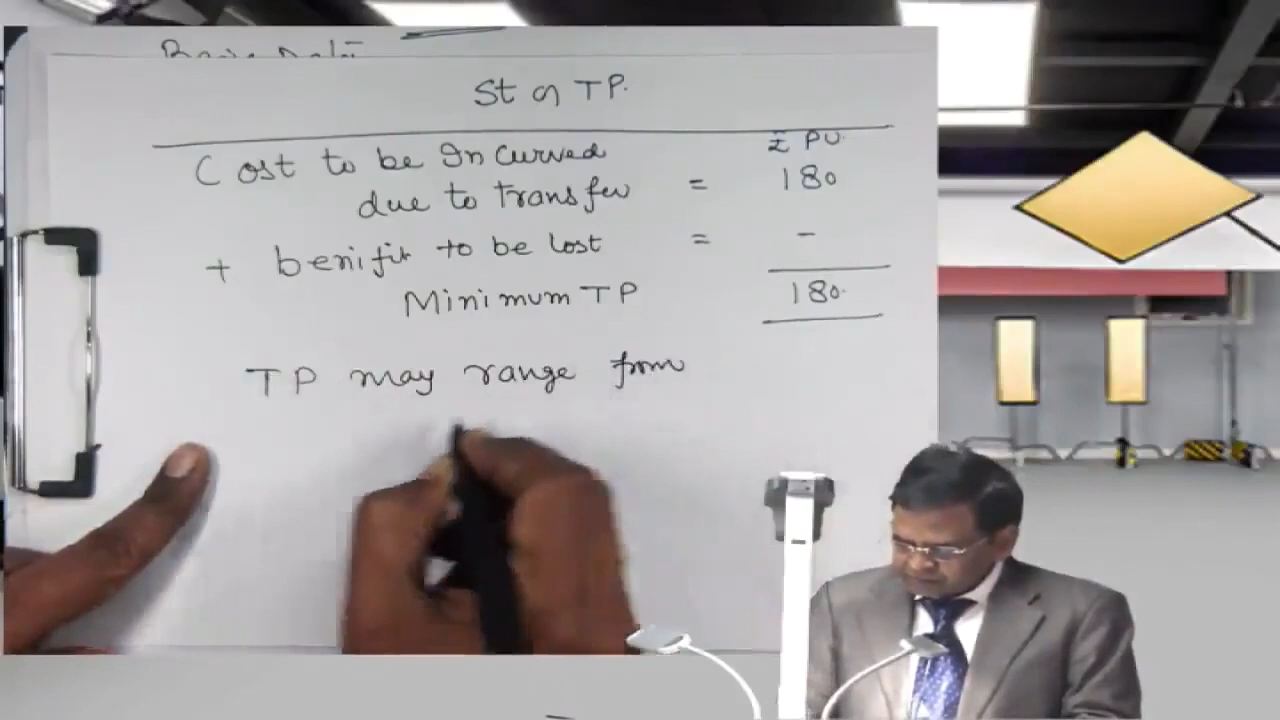 St of TP.
₹ PU.
Cost to be Incurved
due to transfer = 180
+ benifit to be lost = -
Minimum TP 180.
TP may range from